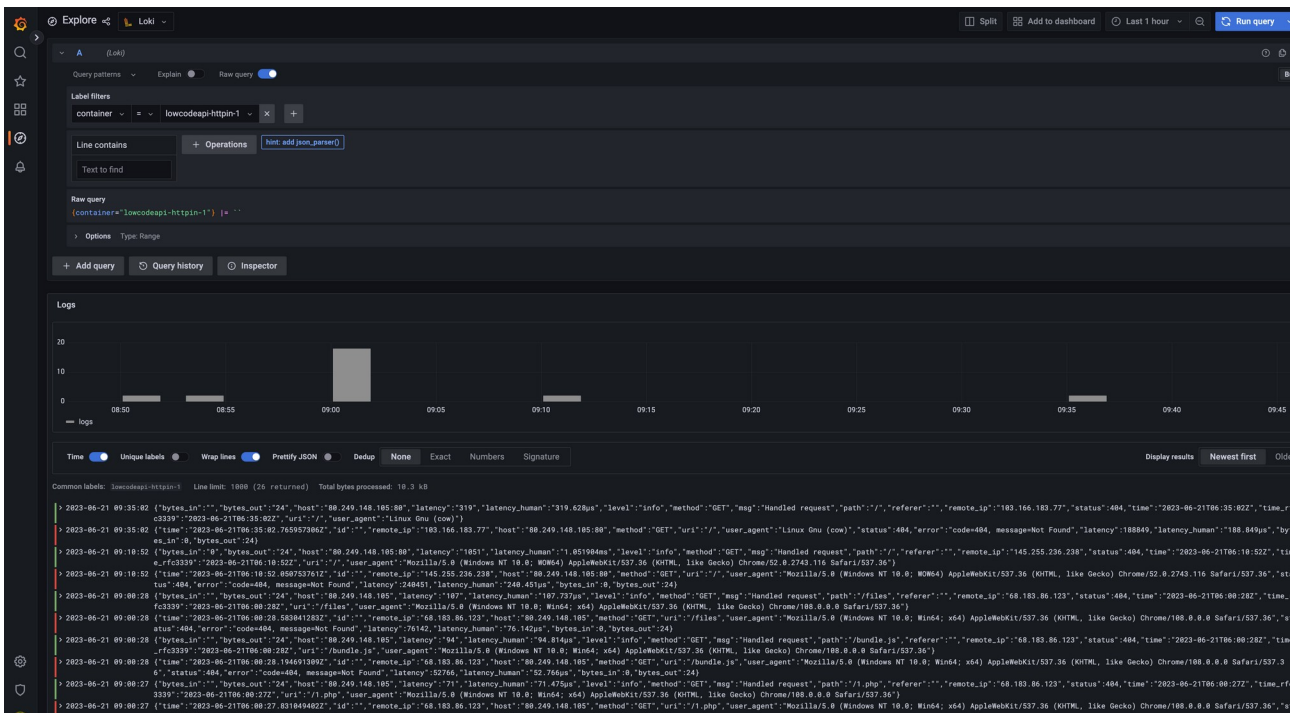 Explore Loki Split Add to dashboard Last 1 hour Run query
A (Loki)
Query patterns Explain Raw query
Label filters
container = lowcodeapi-httpin-1 × +
Line contains + Operations hint: add json_parser()
Text to find
Raw query
{container="lowcodeapi-httpin-1"} |= ``
> Options Type: Range
+ Add query Query history Inspector
Logs
20
10
0
08:50 08:55 09:00 09:05 09:10 09:15 09:20 09:25 09:30 09:35 09:40 09:45
logs
Time Unique labels Wrap lines Prettify JSON Dedup None Exact Numbers Signature Display results Newest first Olde
Common labels: lowcodeapi-httpin-1 Line limit: 1000 (26 returned) Total bytes processed: 10.3 kB
> 2023-06-21 09:35:02 {"bytes_in":"","bytes_out":"24","host":"80.249.148.105:80","latency":"319","latency_human":"319.628µs","level":"info","method":"GET","msg":"Handled request","path":"/","referer":"","remote_ip":"103.166.183.77","status":404,"time":"2023-06-21T06:35:02Z","time_rf
c3339":"2023-06-21T06:35:02Z","uri":"/","user_agent":"Linux Gnu (cow)"}
> 2023-06-21 09:35:02 {"time":"2023-06-21T06:35:02.765957306Z","id":"","remote_ip":"103.166.183.77","host":"80.249.148.105:80","method":"GET","uri":"/","user_agent":"Linux Gnu (cow)","status":404,"error":"code=404, message=Not Found","latency":188849,"latency_human":"188.849µs","byt
es_in":0,"bytes_out":24}
> 2023-06-21 09:10:52 {"bytes_in":"0","bytes_out":"24","host":"80.249.148.105:80","latency":"1051","latency_human":"1.051904ms","level":"info","method":"GET","msg":"Handled request","path":"/","referer":"","remote_ip":"145.255.236.238","status":404,"time":"2023-06-21T06:10:52Z","tim
e_rfc3339":"2023-06-21T06:10:52Z","uri":"/","user_agent":"Mozilla/5.0 (Windows NT 10.0; WOW64) AppleWebKit/537.36 (KHTML, like Gecko) Chrome/52.0.2743.116 Safari/537.36"}
> 2023-06-21 09:10:52 {"time":"2023-06-21T06:10:52.050753761Z","id":"","remote_ip":"145.255.236.238","host":"80.249.148.105:80","method":"GET","uri":"/","user_agent":"Mozilla/5.0 (Windows NT 10.0; WOW64) AppleWebKit/537.36 (KHTML, like Gecko) Chrome/52.0.2743.116 Safari/537.36","sta
tus":404,"error":"code=404, message=Not Found","latency":240451,"latency_human":"240.451µs","bytes_in":0,"bytes_out":24}
> 2023-06-21 09:00:28 {"bytes_in":"","bytes_out":"24","host":"80.249.148.105","latency":"107","latency_human":"107.737µs","level":"info","method":"GET","msg":"Handled request","path":"/files","referer":"","remote_ip":"68.183.86.123","status":404,"time":"2023-06-21T06:00:28Z","time_r
fc3339":"2023-06-21T06:00:28Z","uri":"/files","user_agent":"Mozilla/5.0 (Windows NT 10.0; Win64; x64) AppleWebKit/537.36 (KHTML, like Gecko) Chrome/108.0.0.0 Safari/537.36"}
> 2023-06-21 09:00:28 {"time":"2023-06-21T06:00:28.583041283Z","id":"","remote_ip":"68.183.86.123","host":"80.249.148.105","method":"GET","uri":"/files","user_agent":"Mozilla/5.0 (Windows NT 10.0; Win64; x64) AppleWebKit/537.36 (KHTML, like Gecko) Chrome/108.0.0.0 Safari/537.36","st
atus":404,"error":"code=404, message=Not Found","latency":76142,"latency_human":"76.142µs","bytes_in":0,"bytes_out":24}
> 2023-06-21 09:00:28 {"bytes_in":"","bytes_out":"24","host":"80.249.148.105","latency":"94","latency_human":"94.814µs","level":"info","method":"GET","msg":"Handled request","path":"/bundle.js","referer":"","remote_ip":"68.183.86.123","status":404,"time":"2023-06-21T06:00:28Z","time
_rfc3339":"2023-06-21T06:00:28Z","uri":"/bundle.js","user_agent":"Mozilla/5.0 (Windows NT 10.0; Win64; x64) AppleWebKit/537.36 (KHTML, like Gecko) Chrome/108.0.0.0 Safari/537.36"}
> 2023-06-21 09:00:28 {"time":"2023-06-21T06:00:28.194691309Z","id":"","remote_ip":"68.183.86.123","host":"80.249.148.105","method":"GET","uri":"/bundle.js","user_agent":"Mozilla/5.0 (Windows NT 10.0; Win64; x64) AppleWebKit/537.36 (KHTML, like Gecko) Chrome/108.0.0.0 Safari/537.3
6","status":404,"error":"code=404, message=Not Found","latency":52766,"latency_human":"52.766µs","bytes_in":0,"bytes_out":24}
> 2023-06-21 09:00:27 {"bytes_in":"","bytes_out":"24","host":"80.249.148.105","latency":"71","latency_human":"71.475µs","level":"info","method":"GET","msg":"Handled request","path":"/1.php","referer":"","remote_ip":"68.183.86.123","status":404,"time":"2023-06-21T06:00:27Z","time_rfc
3339":"2023-06-21T06:00:27Z","uri":"/1.php","user_agent":"Mozilla/5.0 (Windows NT 10.0; Win64; x64) AppleWebKit/537.36 (KHTML, like Gecko) Chrome/108.0.0.0 Safari/537.36"}
> 2023-06-21 09:00:27 {"time":"2023-06-21T06:00:27.831049402Z","id":"","remote_ip":"68.183.86.123","host":"80.249.148.105","method":"GET","uri":"/1.php","user_agent":"Mozilla/5.0 (Windows NT 10.0; Win64; x64) AppleWebKit/537.36 (KHTML, like Gecko) Chrome/108.0.0.0 Safari/537.36","st